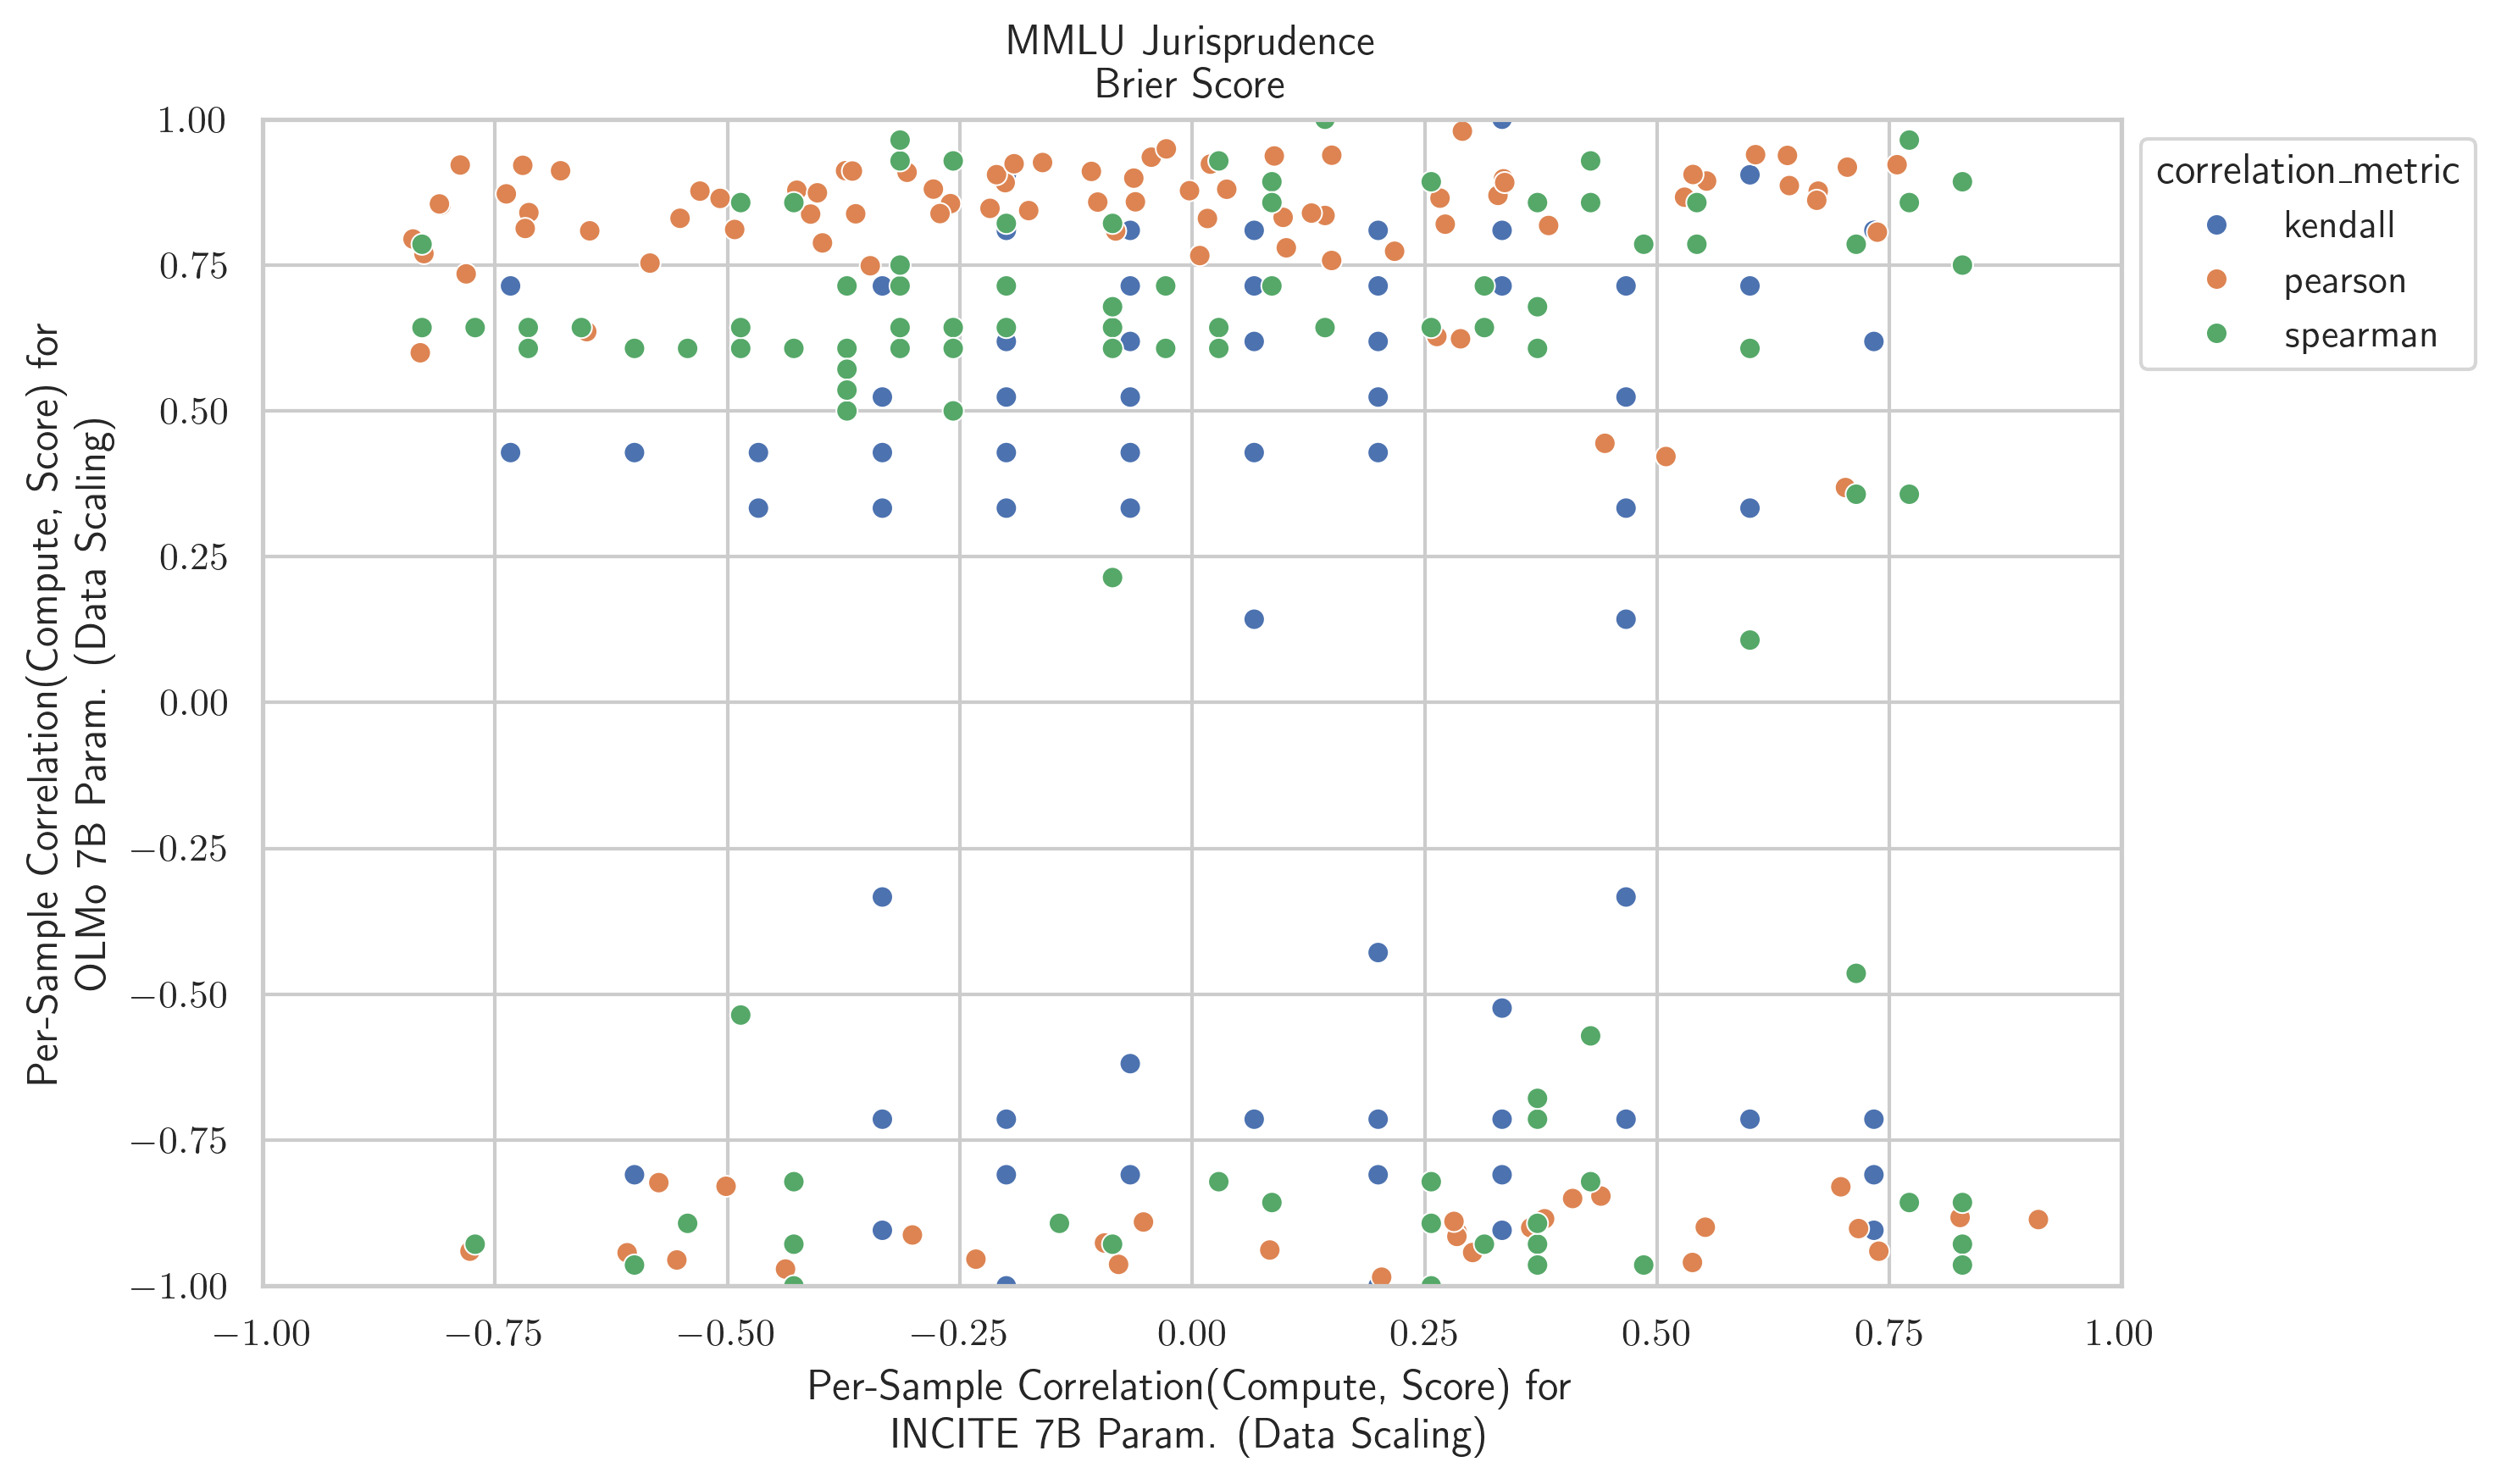 MMLU Jurisprudence
Brier Score
Per-Sample Correlation(Compute, Score) for
OLMo 7B Param. (Data Scaling)
1.00
0.75
0.50
0.25
0.00
−0.25
−0.50
−0.75
−1.00
−1.00 −0.75 −0.50 −0.25 0.00 0.25 0.50 0.75 1.00
Per-Sample Correlation(Compute, Score) for
INCITE 7B Param. (Data Scaling)
correlation_metric
kendall
pearson
spearman